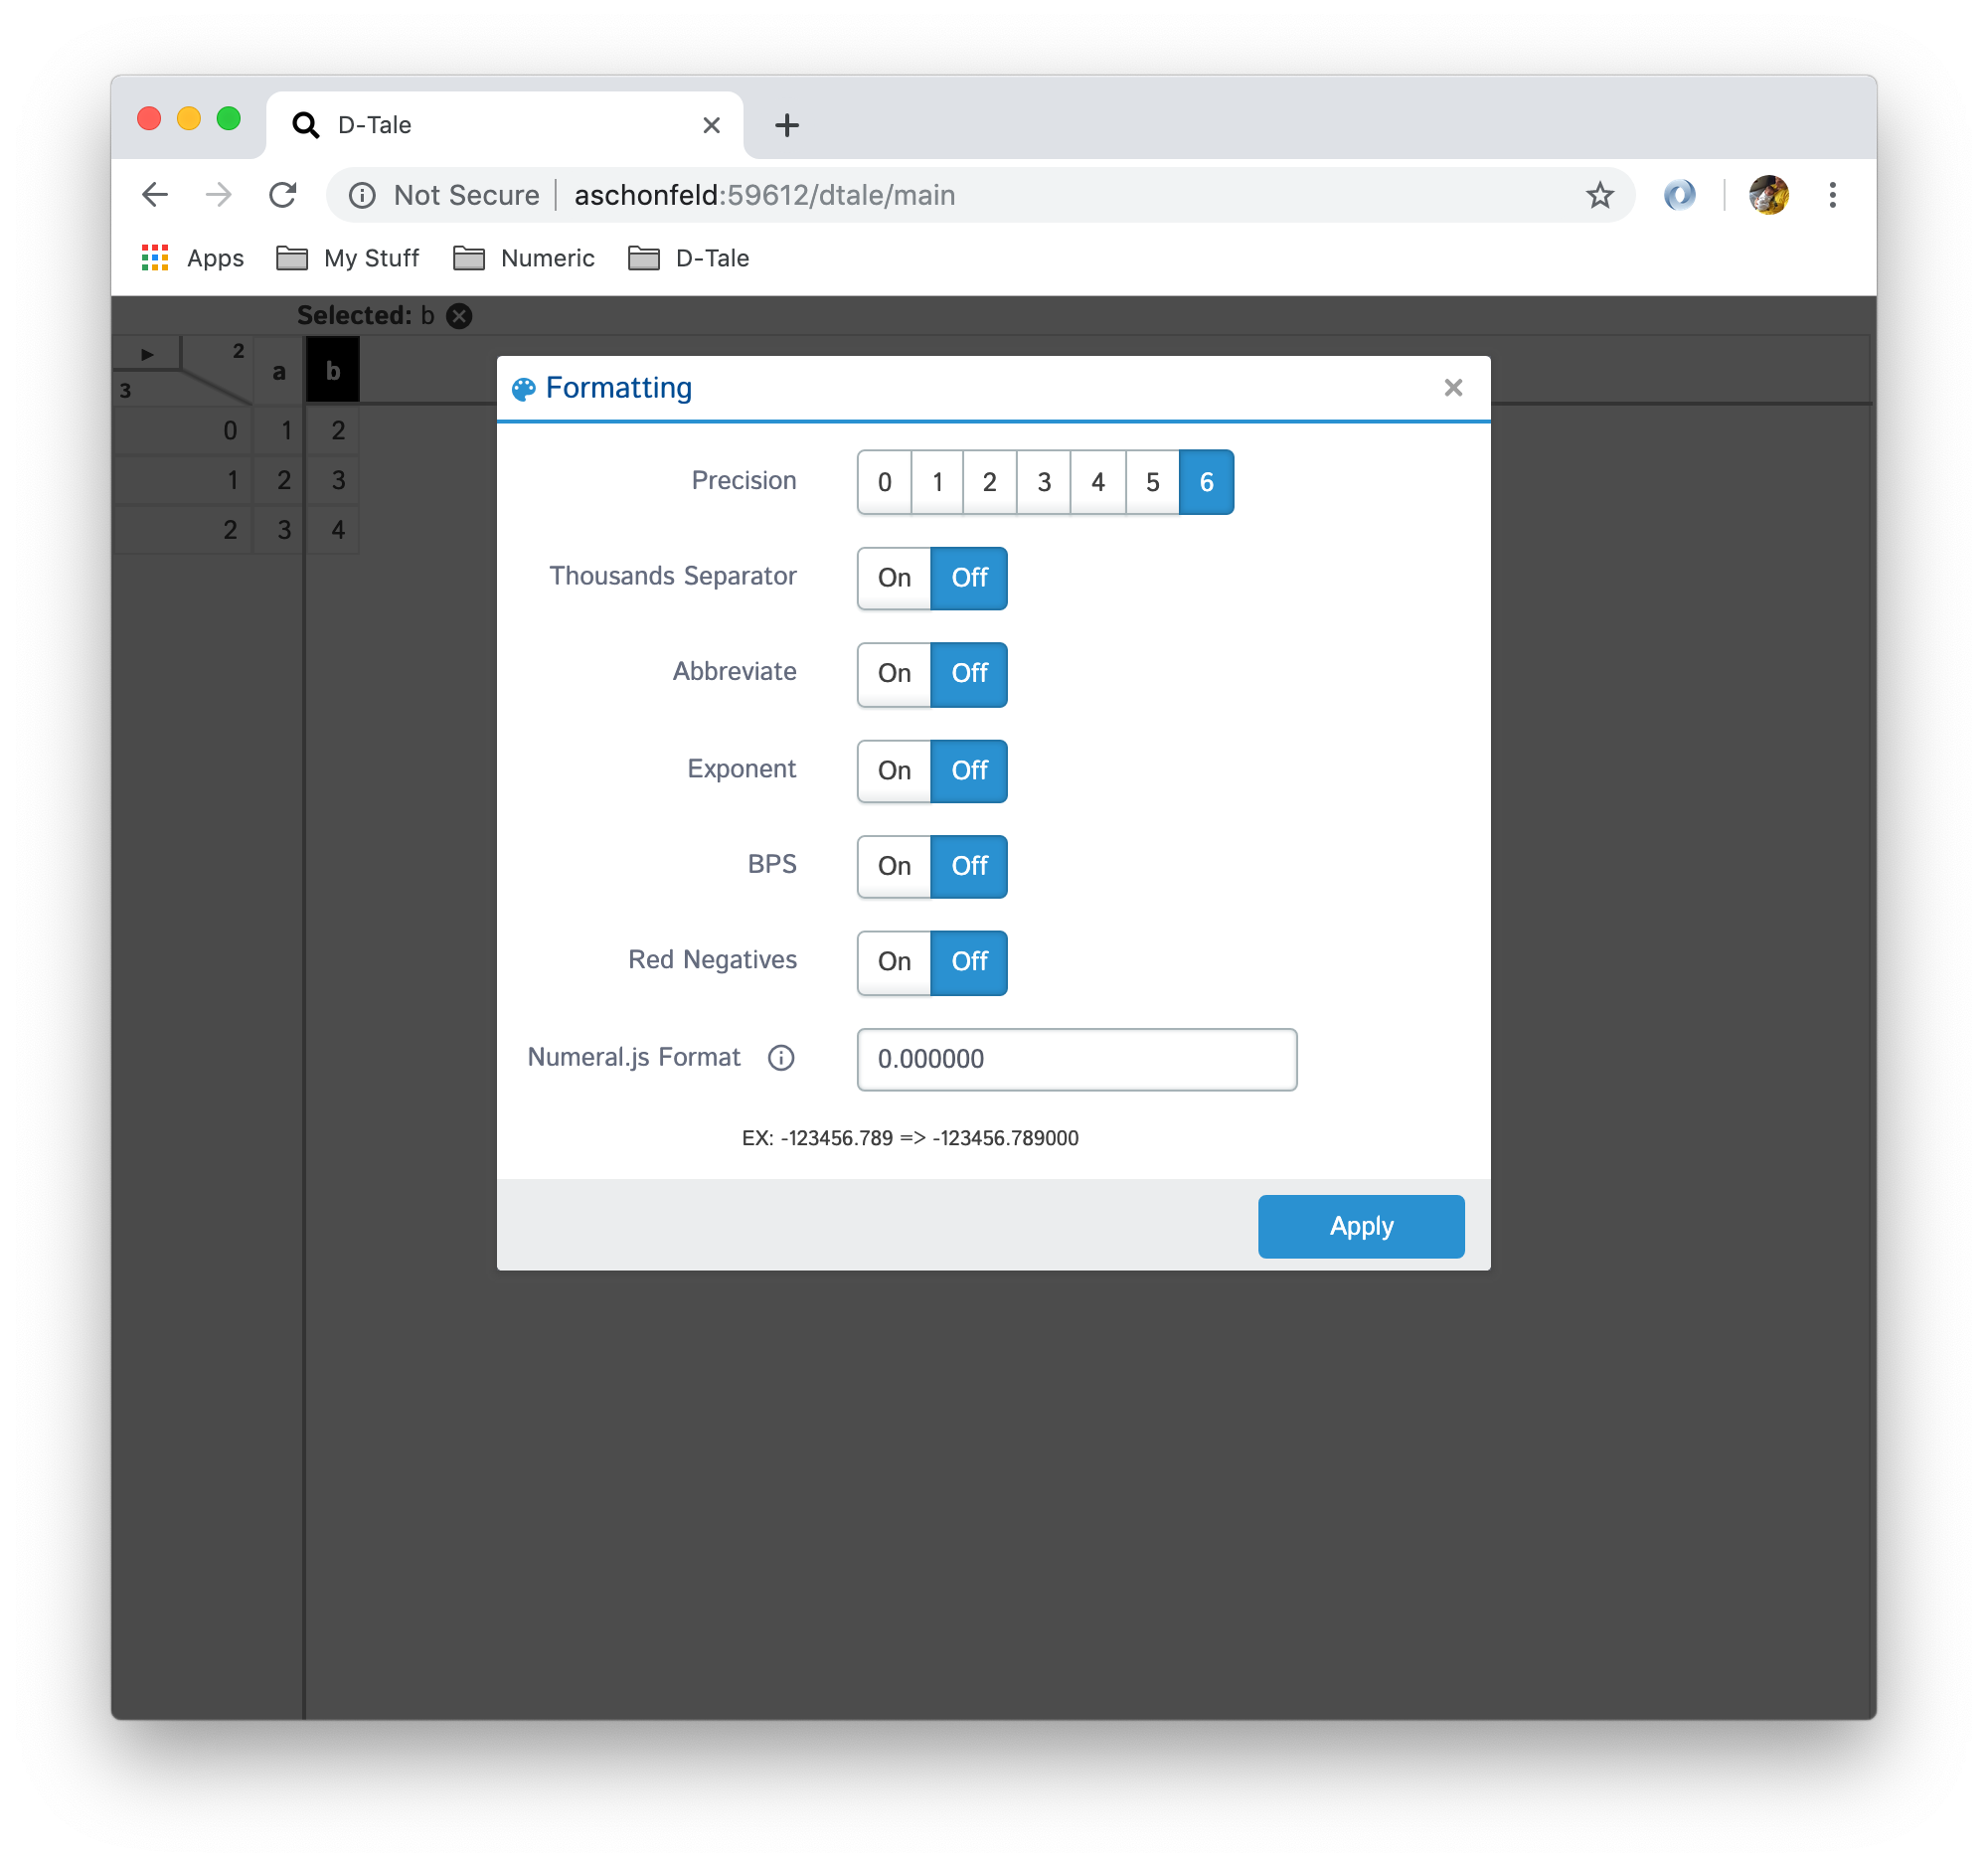 D-Tale
Not Secure aschonfeld:59612/dtale/main
Apps My Stuff Numeric D-Tale
Selected: b
2 a b
3
0 1 2
1 2 3
2 3 4
Formatting
Precision 0 1 2 3 4 5 6
Thousands Separator On Off
Abbreviate On Off
Exponent On Off
BPS On Off
Red Negatives On Off
Numeral.js Format 0.000000
EX: -123456.789 => -123456.789000
Apply